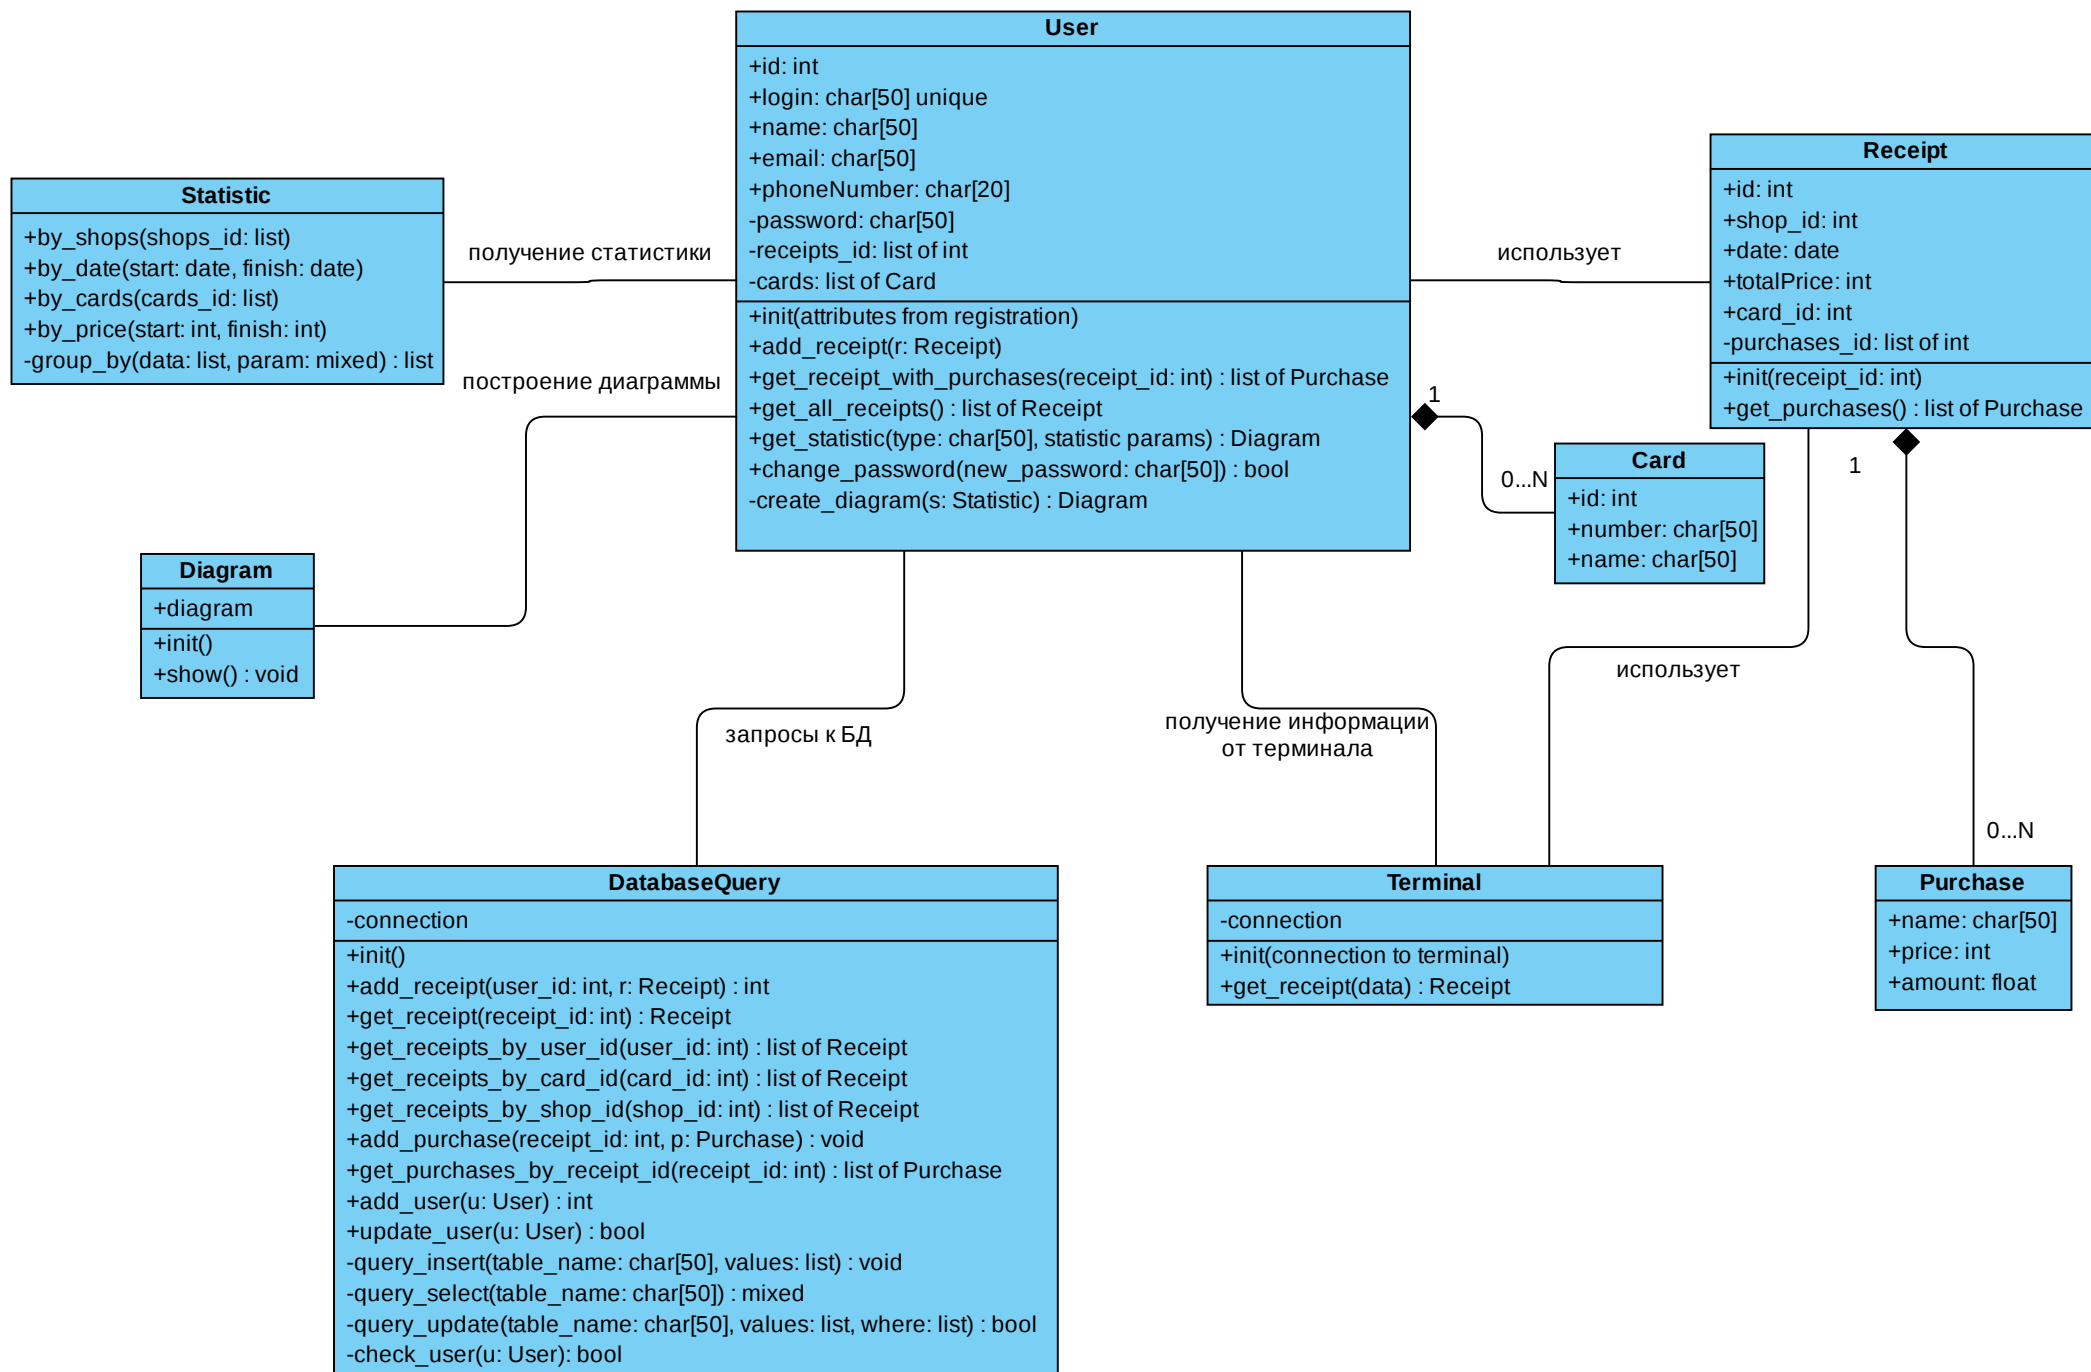 User
+id: int
+login: char[50] unique
+name: char[50]
+email: char[50]
+phoneNumber: char[20]
-password: char[50]
-receipts_id: list of int
-cards: list of Card
+init(attributes from registration)
+add_receipt(r: Receipt)
+get_receipt_with_purchases(receipt_id: int) : list of Purchase
+get_all_receipts() : list of Receipt
+get_statistic(type: char[50], statistic params) : Diagram
+change_password(new_password: char[50]) : bool
-create_diagram(s: Statistic) : Diagram
Statistic
+by_shops(shops_id: list)
+by_date(start: date, finish: date)
+by_cards(cards_id: list)
+by_price(start: int, finish: int)
-group_by(data: list, param: mixed) : list
получение статистики
построение диаграммы
использует
Receipt
+id: int
+shop_id: int
+date: date
+totalPrice: int
+card_id: int
-purchases_id: list of int
+init(receipt_id: int)
+get_purchases() : list of Purchase
1
0...N
Card
+id: int
+number: char[50]
+name: char[50]
1
0...N
Diagram
+diagram
+init()
+show() : void
запросы к БД
получение информации
от терминала
использует
DatabaseQuery
-connection
+init()
+add_receipt(user_id: int, r: Receipt) : int
+get_receipt(receipt_id: int) : Receipt
+get_receipts_by_user_id(user_id: int) : list of Receipt
+get_receipts_by_card_id(card_id: int) : list of Receipt
+get_receipts_by_shop_id(shop_id: int) : list of Receipt
+add_purchase(receipt_id: int, p: Purchase) : void
+get_purchases_by_receipt_id(receipt_id: int) : list of Purchase
+add_user(u: User) : int
+update_user(u: User) : bool
-query_insert(table_name: char[50], values: list) : void
-query_select(table_name: char[50]) : mixed
-query_update(table_name: char[50], values: list, where: list) : bool
-check_user(u: User): bool
Terminal
-connection
+init(connection to terminal)
+get_receipt(data) : Receipt
Purchase
+name: char[50]
+price: int
+amount: float